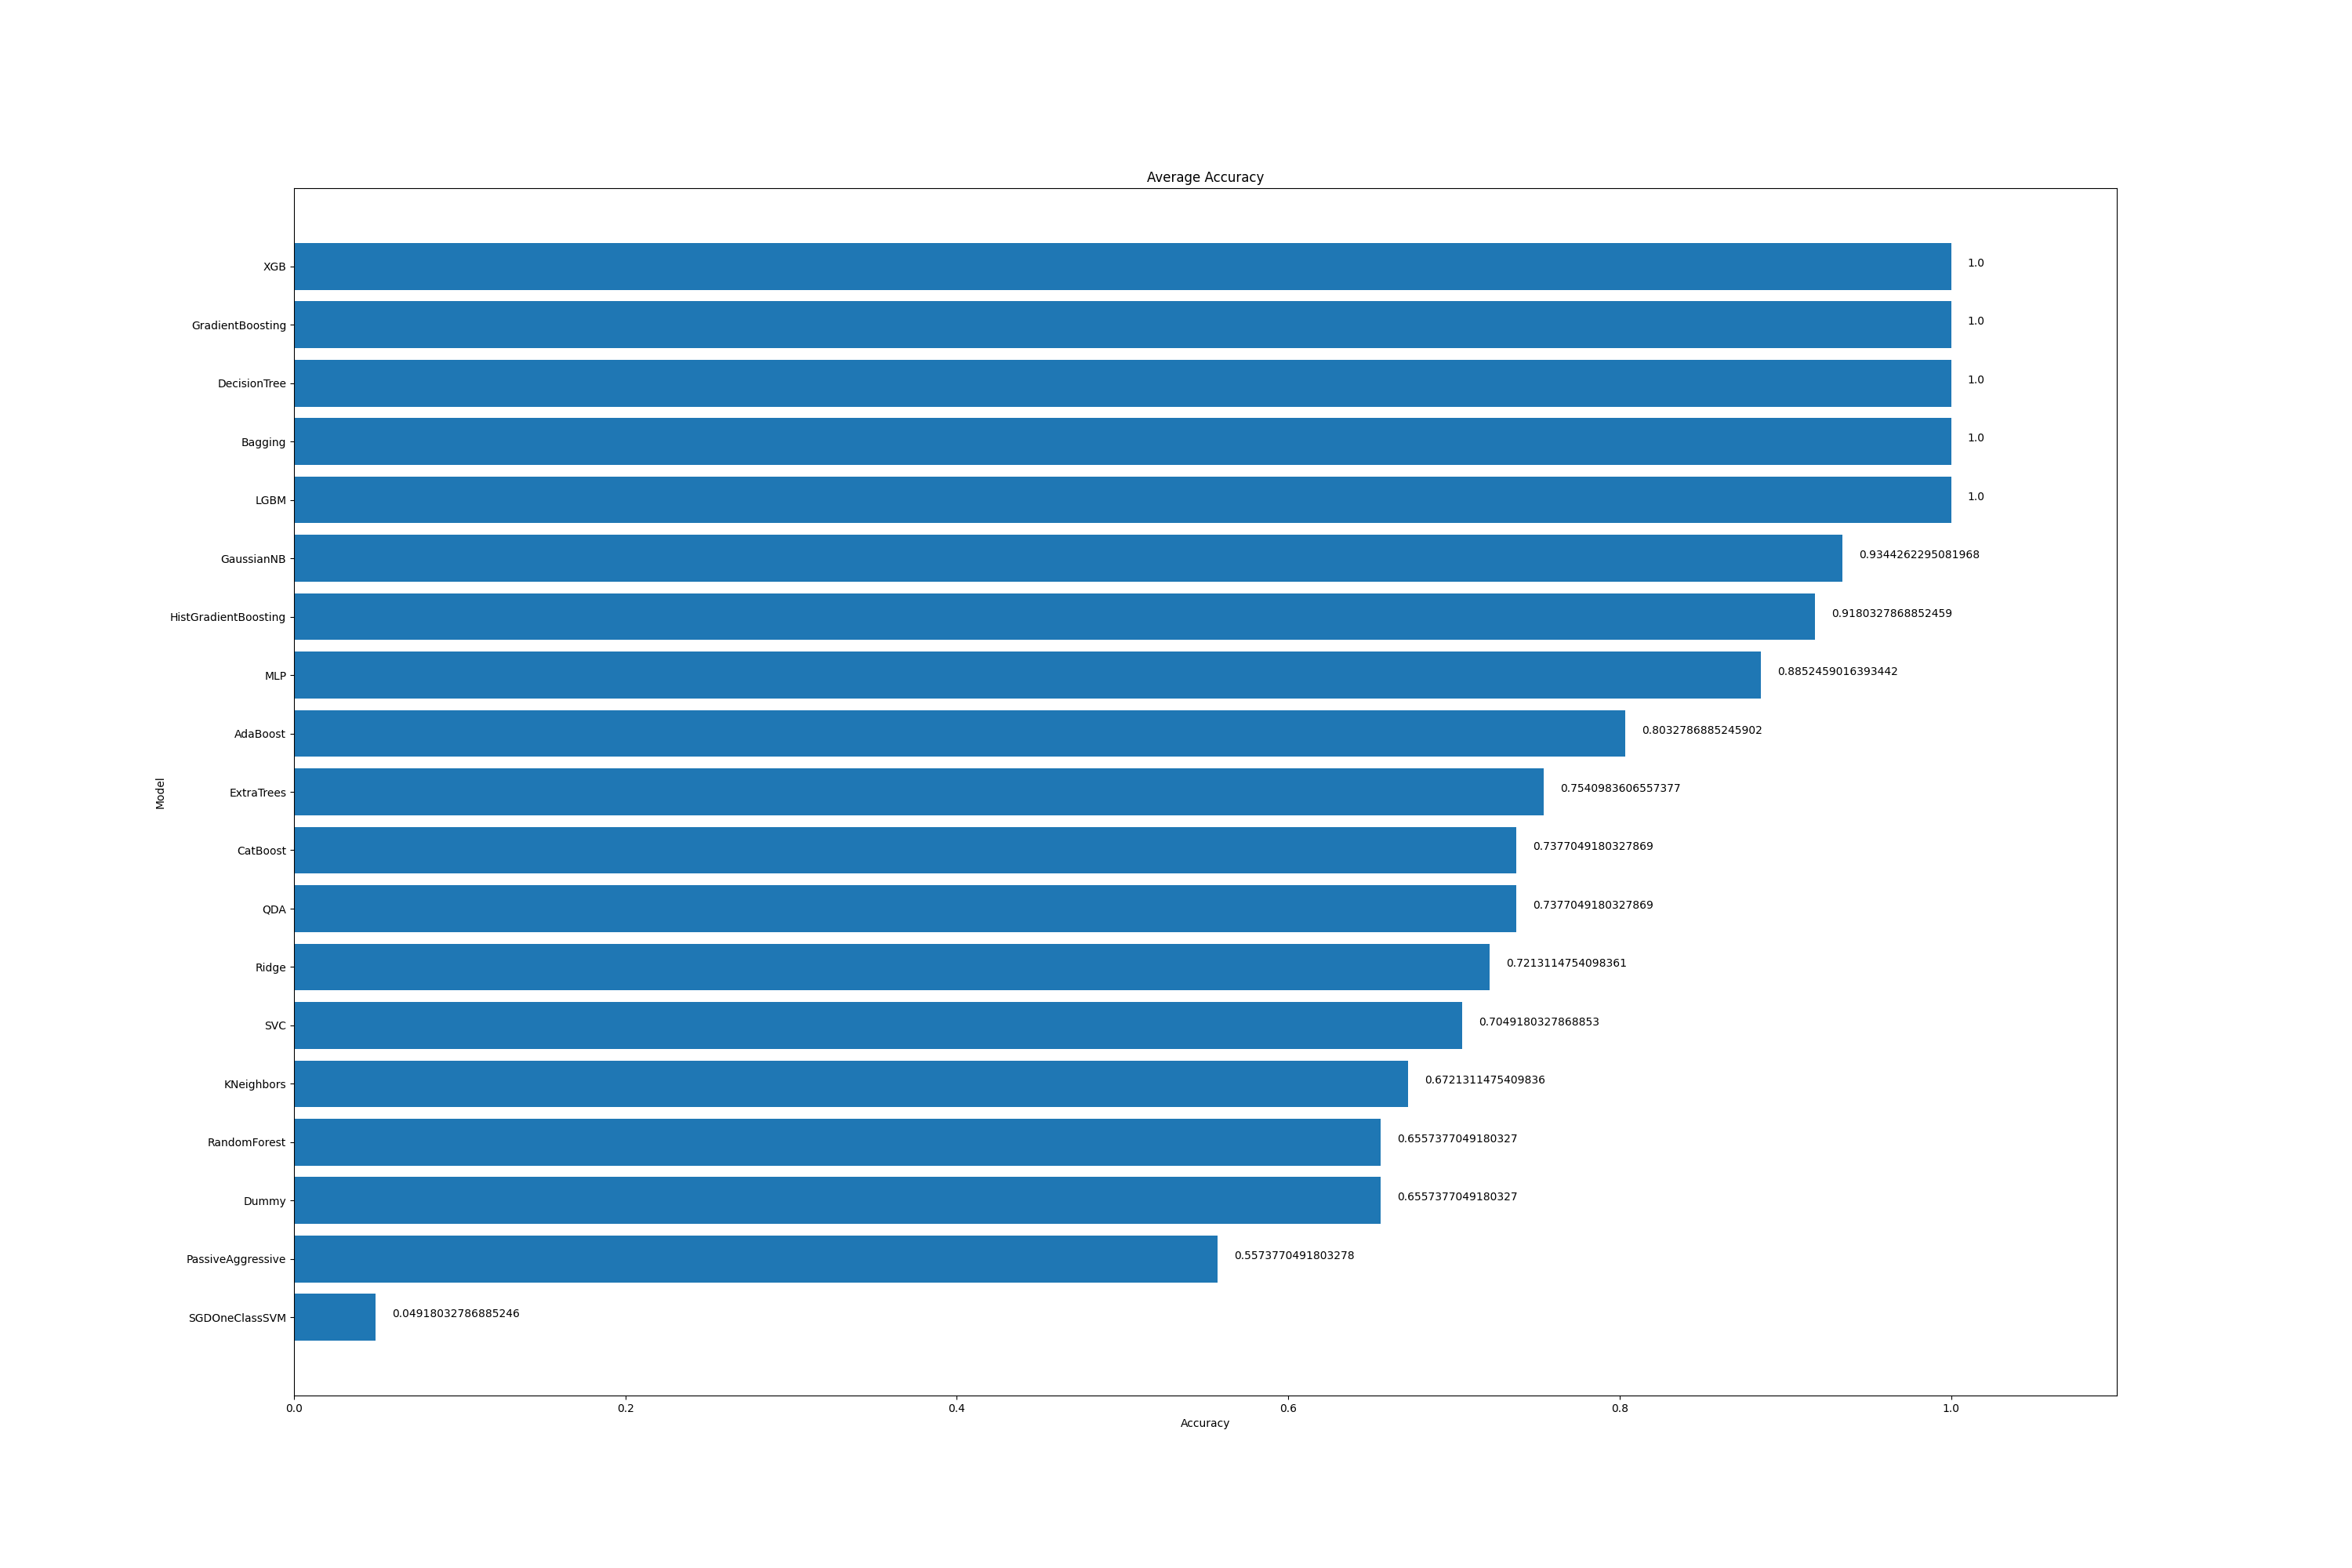 Average Accuracy
XGB 1.0
GradientBoosting 1.0
DecisionTree 1.0
Bagging 1.0
LGBM 1.0
GaussianNB 0.9344262295081968
HistGradientBoosting 0.9180327868852459
MLP 0.8852459016393442
AdaBoost 0.8032786885245902
ExtraTrees 0.7540983606557377
Model
CatBoost 0.7377049180327869
QDA 0.7377049180327869
Ridge 0.7213114754098361
SVC 0.7049180327868853
KNeighbors 0.6721311475409836
RandomForest 0.6557377049180327
Dummy 0.6557377049180327
PassiveAggressive 0.5573770491803278
SGDOneClassSVM 0.04918032786885246
0.0 0.2 0.4 0.6 0.8 1.0
Accuracy